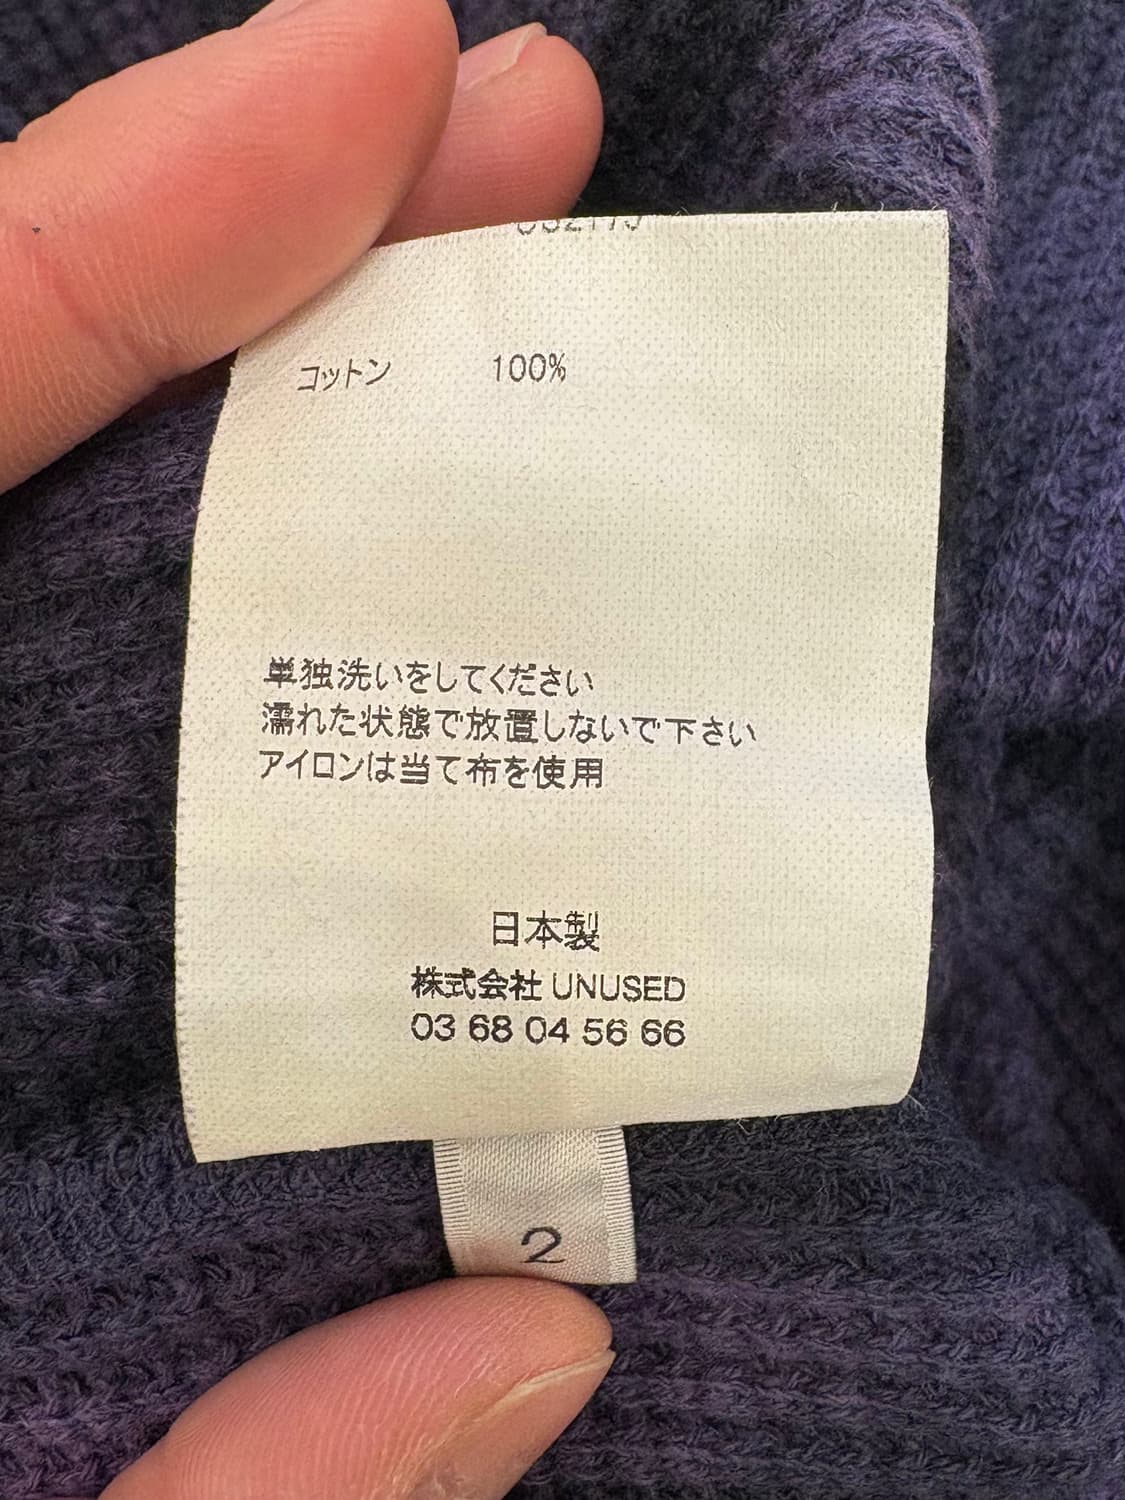 コットン 100%
単独洗いをしてください
濡れた状態で放置しないで下さい
アイロンは当て布を使用
日本製
株式会社 UNUSED
03 68 04 56 66
2